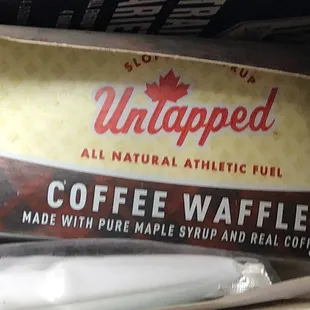 UnTapped
ALL NATURAL ATHLETIC FUEL
COFFEE WAFFLE
MADE WITH PURE MAPLE SYRUP AND REAL COFF